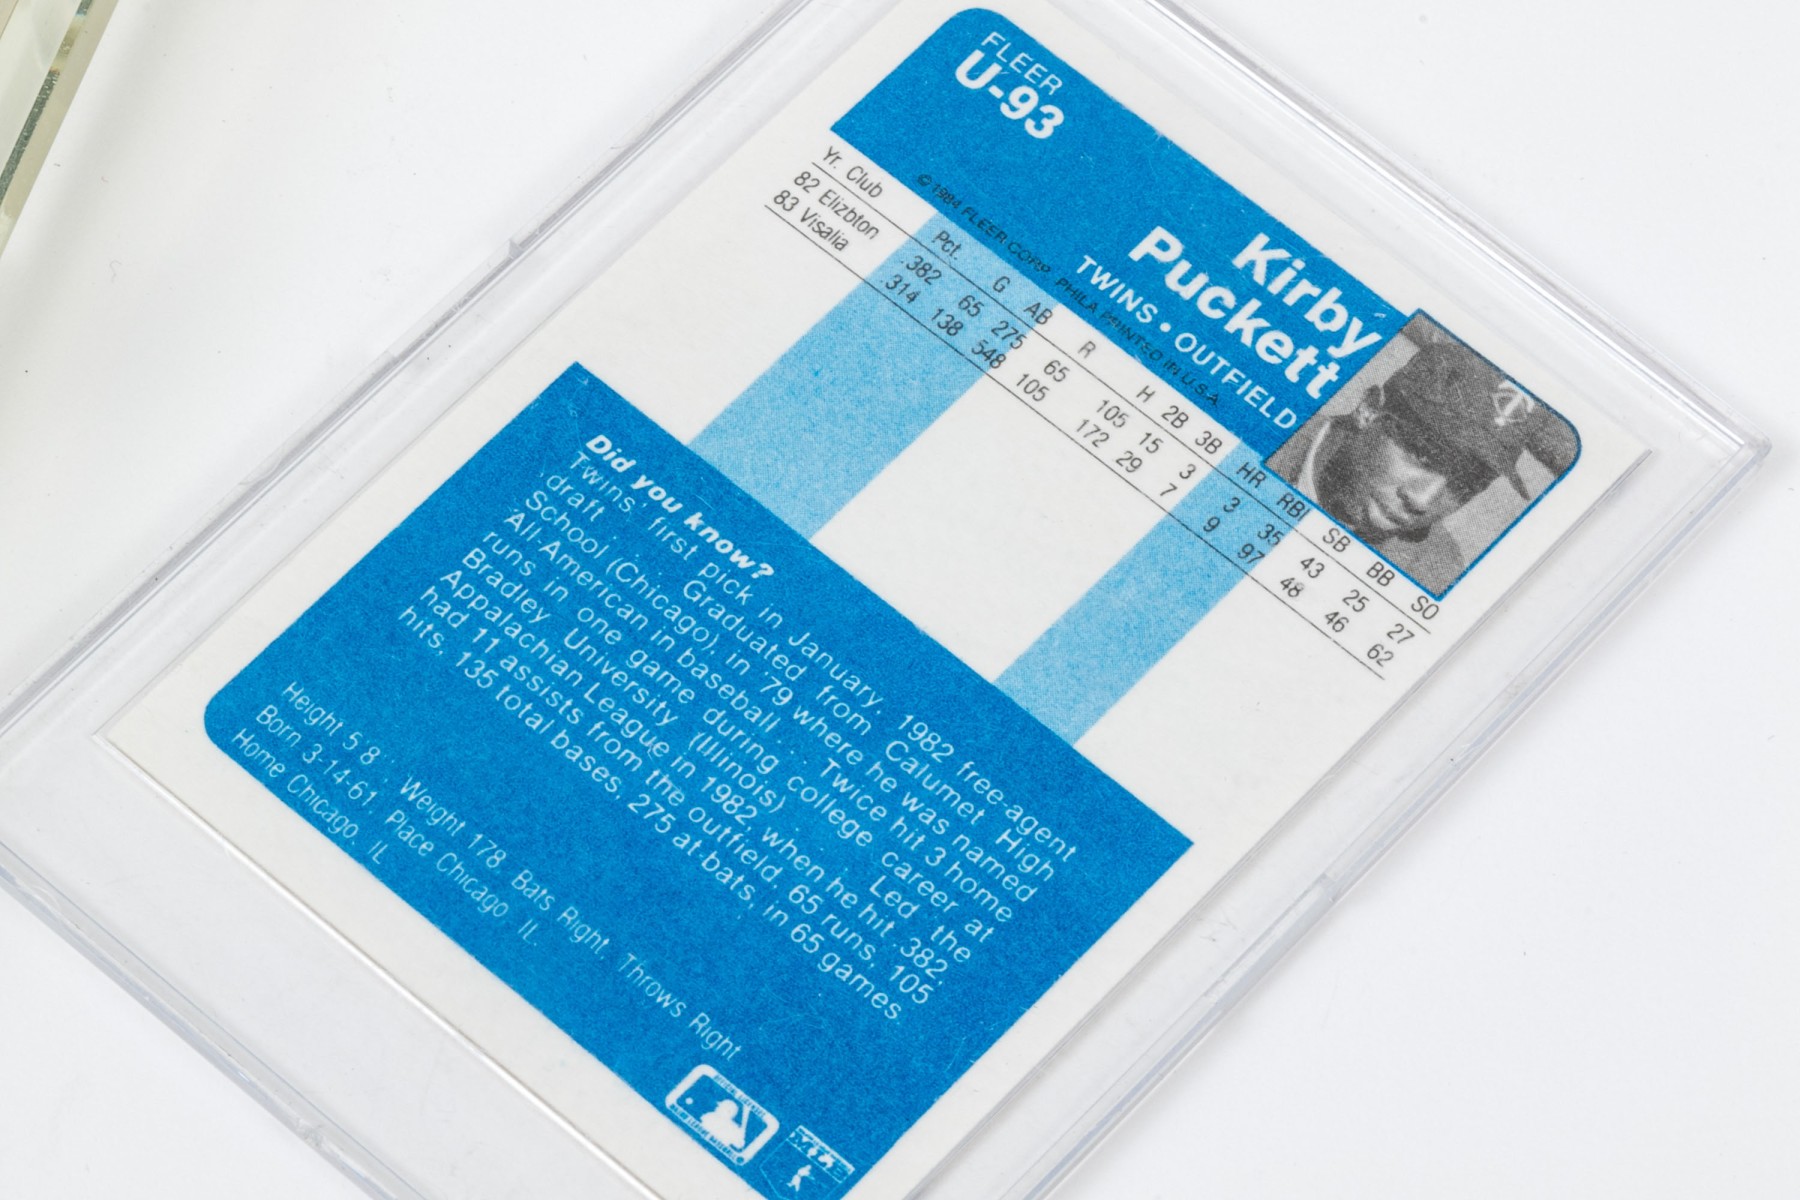 FLEER
U-93
Kirby
Puckett
TWINS • OUTFIELD
© 1984 FLEER CORP. PHILA PRINTED IN U.S.A.
Yr. Club Pct. G AB R H 2B 3B HR RBI SB BB SO
82 Elizbton .382 65 275 65 105 15 3 3 35 43 25 27
83 Visalia .314 138 548 105 172 29 7 9 97 48 46 62
Did you know?
Twins' first pick in January, 1982 free-agent
draft . . . Graduated from Calumet High
School (Chicago), in '79 where he was named
All-American in baseball . . . Twice hit 3 home
runs in one game during college career at
Bradley University (Illinois) . . . Led the
Appalachian League in 1982, when he hit .382,
had 11 assists from the outfield, 65 runs, 105
hits, 135 total bases, 275 at-bats, in 65 games.
Height 5'8", Weight 178, Bats Right, Throws Right
Born 3-14-61, Place Chicago, IL
Home Chicago, IL